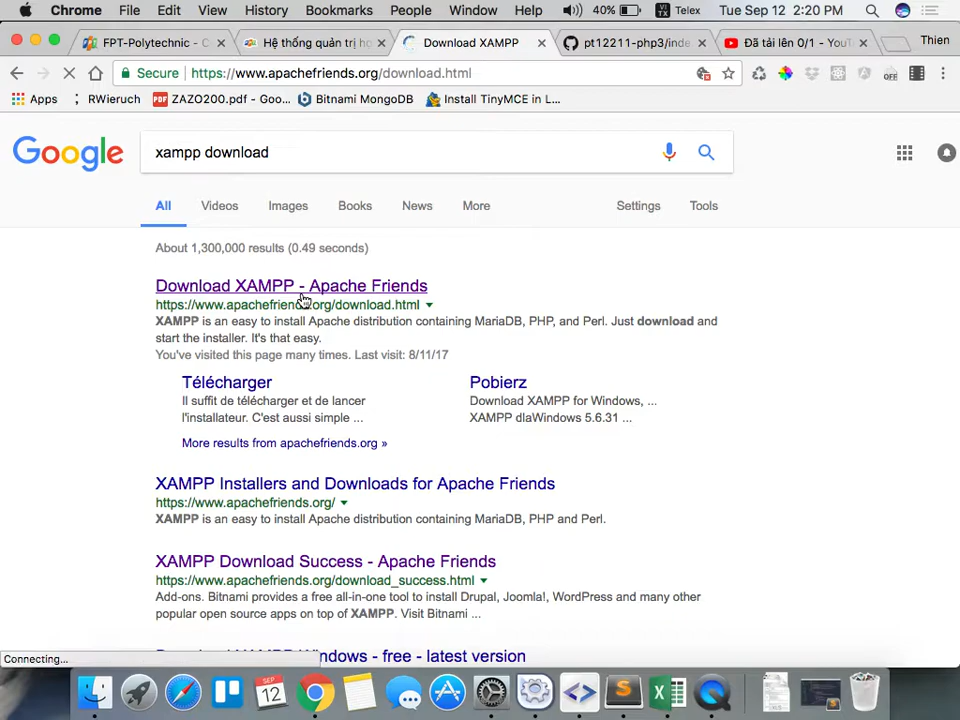 Chrome File Edit View History Bookmarks People Window Help 40% VI TX Telex Tue Sep 12 2:20 PM
FPT-Polytechnic - C Hệ thống quản trị họ Download XAMPP pt12211-php3/inde Đã tải lên 0/1 - YouT Thien
Secure https://www.apachefriends.org/download.html OFF
Apps RWieruch PDF ZAZO200.pdf - Goo... Bitnami MongoDB Install TinyMCE in L...
Google xampp download
All Videos Images Books News More Settings Tools
About 1,300,000 results (0.49 seconds)
Download XAMPP - Apache Friends
https://www.apachefriends.org/download.html
XAMPP is an easy to install Apache distribution containing MariaDB, PHP, and Perl. Just download and
start the installer. It's that easy.
You've visited this page many times. Last visit: 8/11/17
Télécharger Pobierz
Il suffit de télécharger et de lancer Download XAMPP for Windows, ...
l'installateur. C'est aussi simple ... XAMPP dlaWindows 5.6.31 ...
More results from apachefriends.org »
XAMPP Installers and Downloads for Apache Friends
https://www.apachefriends.org/
XAMPP is an easy to install Apache distribution containing MariaDB, PHP and Perl.
XAMPP Download Success - Apache Friends
https://www.apachefriends.org/download_success.html
Add-ons. Bitnami provides a free all-in-one tool to install Drupal, Joomla!, WordPress and many other
popular open source apps on top of XAMPP. Visit Bitnami ...
Windows - free - latest version
Connecting...
SEP
12